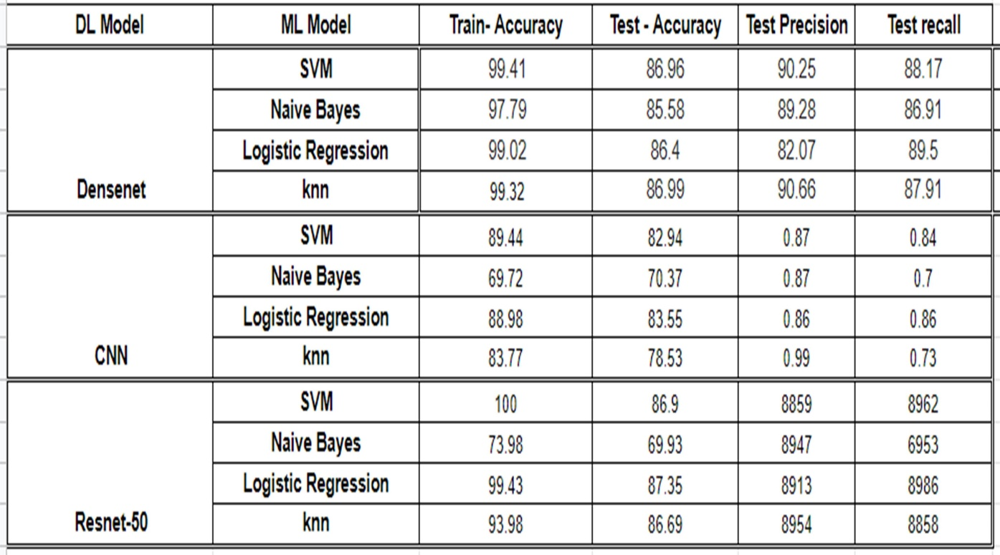 DL Model ML Model Train- Accuracy Test - Accuracy Test Precision Test recall
SVM 99.41 86.96 90.25 88.17
Naive Bayes 97.79 85.58 89.28 86.91
Logistic Regression 99.02 86.4 82.07 89.5
Densenet knn 99.32 86.99 90.66 87.91
SVM 89.44 82.94 0.87 0.84
Naive Bayes 69.72 70.37 0.87 0.7
Logistic Regression 88.98 83.55 0.86 0.86
CNN knn 83.77 78.53 0.99 0.73
SVM 100 86.9 8859 8962
Naive Bayes 73.98 69.93 8947 6953
Logistic Regression 99.43 87.35 8913 8986
Resnet-50 knn 93.98 86.69 8954 8858